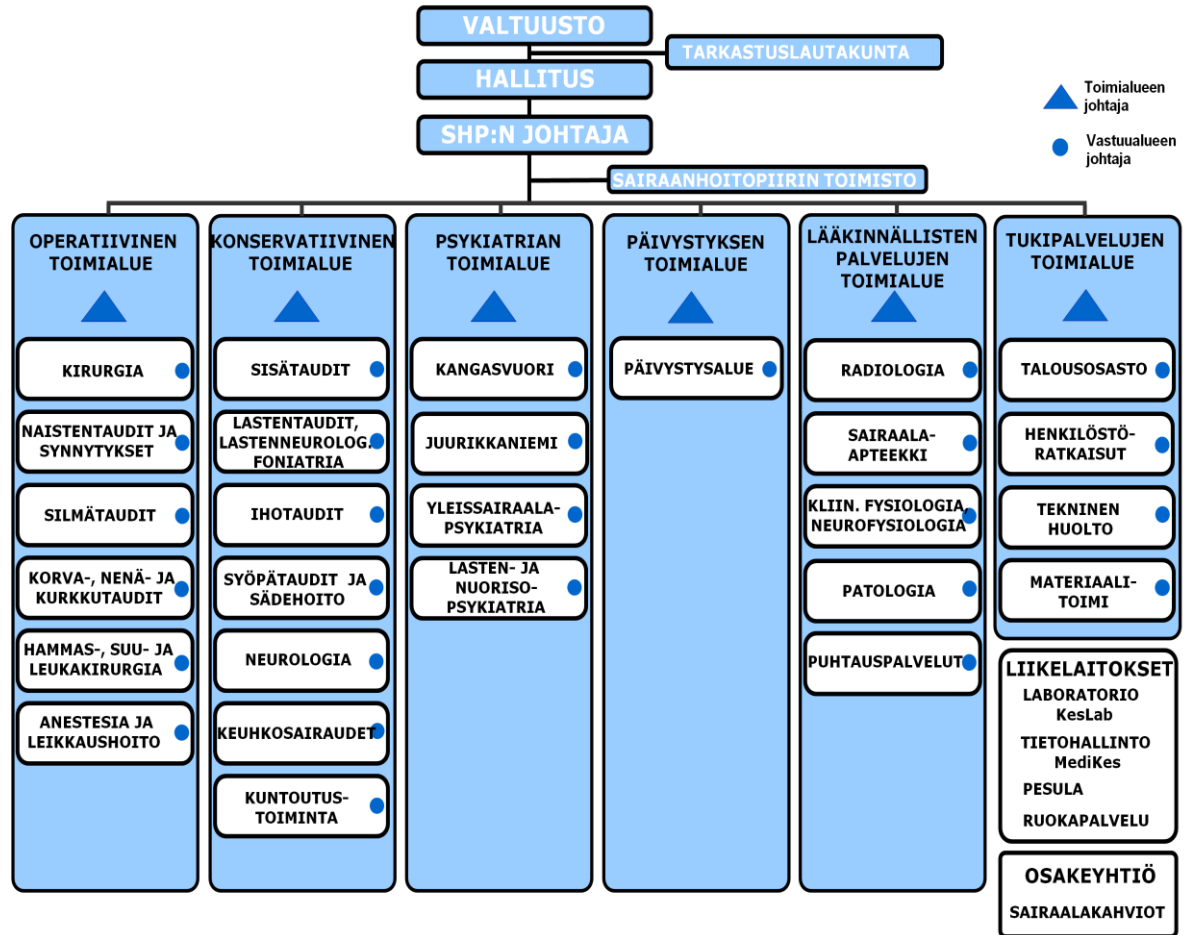 VALTUUSTO
TARKASTUSLAUTAKUNTA
HALLITUS
SHP:N JOHTAJA
SAIRAANHOITOPIIRIN TOIMISTO
Toimialueen
johtaja
Vastuualueen
johtaja
OPERATIIVINEN
TOIMIALUE
KIRURGIA
NAISTENTAUDIT JA
SYNNYTYKSET
SILMÄTAUDIT
KORVA-, NENÄ- JA
KURKKUTAUDIT
HAMMAS-, SUU- JA
LEUKAKIRURGIA
ANESTESIA JA
LEIKKAUSHOITO
KONSERVATIIVINEN
TOIMIALUE
SISÄTAUDIT
LASTENTAUDIT,
LASTENNEUROLOG.
FONIATRIA
IHOTAUDIT
SYÖPÄTAUDIT JA
SÄDEHOITO
NEUROLOGIA
KEUHKOSAIRAUDET
KUNTOUTUS-
TOIMINTA
PSYKIATRIAN
TOIMIALUE
KANGASVUORI
JUURIKKANIEMI
YLEISSAIRAALA-
PSYKIATRIA
LASTEN- JA
NUORISO-
PSYKIATRIA
PÄIVYSTYKSEN
TOIMIALUE
PÄIVYSTYSALUE
LÄÄKINNÄLLISTEN
PALVELUJEN
TOIMIALUE
RADIOLOGIA
SAIRAALA-
APTEEKKI
KLIIN. FYSIOLOGIA,
NEUROFYSIOLOGIA
PATOLOGIA
PUHTAUSPALVELUT
TUKIPALVELUJEN
TOIMIALUE
TALOUSOSASTO
HENKILÖSTÖ-
RATKAISUT
TEKNINEN
HUOLTO
MATERIAALI-
TOIMI
LIIKELAITOKSET
LABORATORIO
KesLab
TIETOHALLINTO
MediKes
PESULA
RUOKAPALVELU
OSAKEYHTIÖ
SAIRAALAKAHVIOT